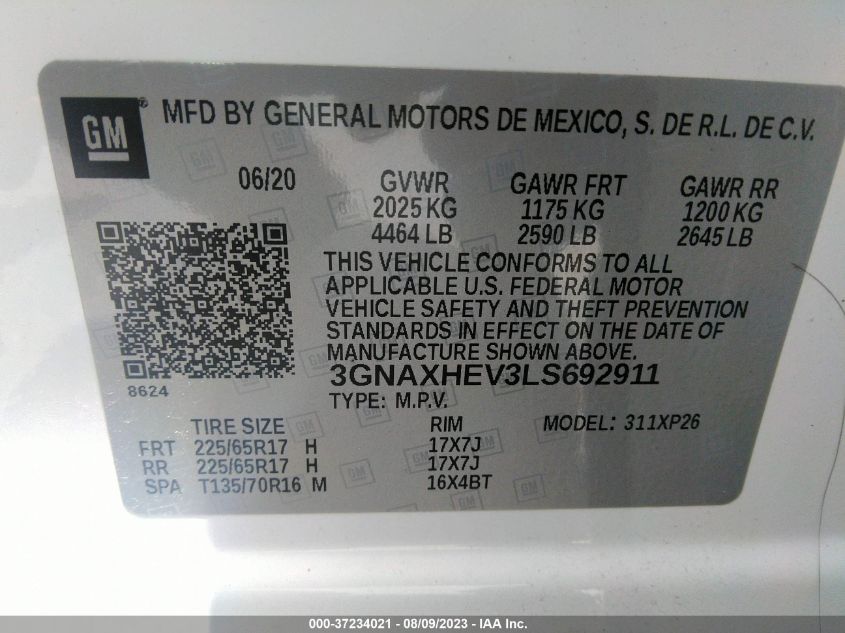 GM ® MFD BY GENERAL MOTORS DE MEXICO, S. DE R.L. DE C.V.
06/20 GVWR GAWR FRT GAWR RR
2025 KG 1175 KG 1200 KG
4464 LB 2590 LB 2645 LB
THIS VEHICLE CONFORMS TO ALL
APPLICABLE U.S. FEDERAL MOTOR
VEHICLE SAFETY AND THEFT PREVENTION
STANDARDS IN EFFECT ON THE DATE OF
MANUFACTURE SHOWN ABOVE.
8624 3GNAXHEV3LS692911
TYPE: M.P.V.
TIRE SIZE RIM MODEL: 311XP26
FRT 225/65R17 H 17X7J
RR 225/65R17 H 17X7J
SPA T135/70R16 M 16X4BT
000-37234021 - 08/09/2023 - IAA Inc.